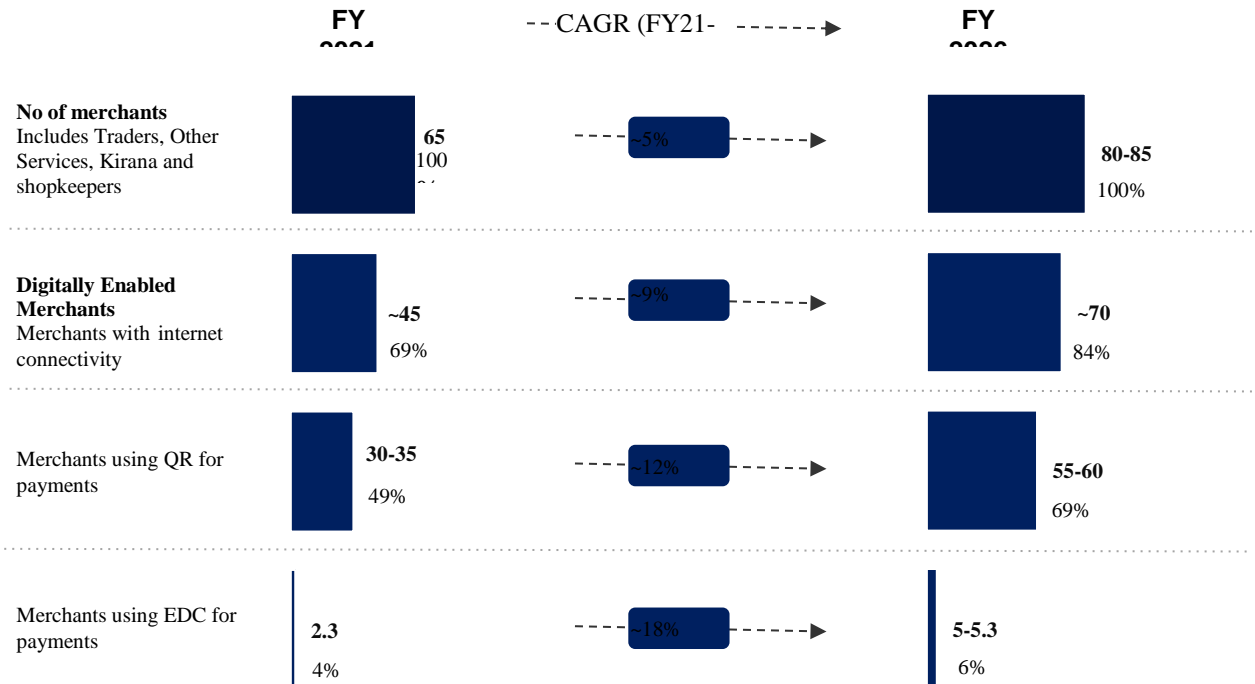 FY
CAGR (FY21-
FY
No of merchants
Includes Traders, Other
Services, Kirana and
shopkeepers
65
100
~5%
80-85
100%
Digitally Enabled
Merchants
Merchants with internet
connectivity
~45
69%
~9%
~70
84%
Merchants using QR for
payments
30-35
49%
~12%
55-60
69%
Merchants using EDC for
payments
2.3
4%
~18%
5-5.3
6%